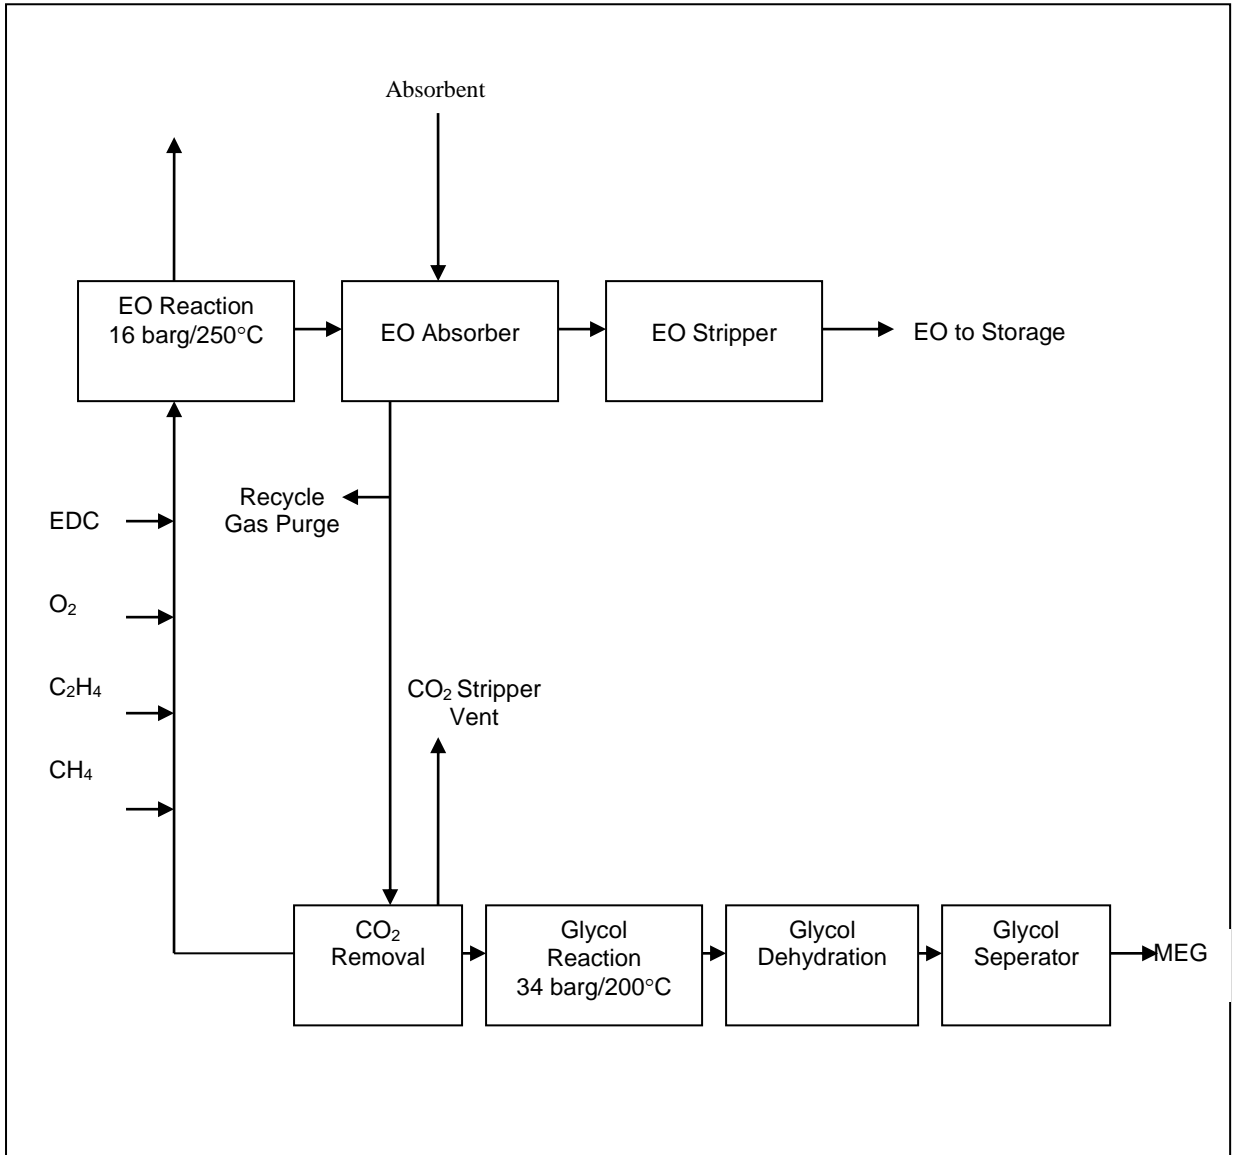 Absorbent
EO Reaction
16 barg/250°C
EO Absorber
EO Stripper
EO to Storage
Recycle
Gas Purge
EDC
O₂
C₂H₄
CH₄
CO₂ Stripper
Vent
CO₂
Removal
Glycol
Reaction
34 barg/200°C
Glycol
Dehydration
Glycol
Seperator
MEG